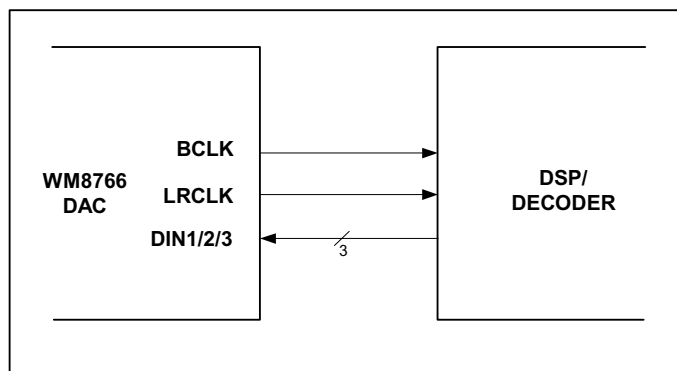 BCLK
WM8766
DAC
LRCLK
DIN1/2/3
3
DSP/
DECODER